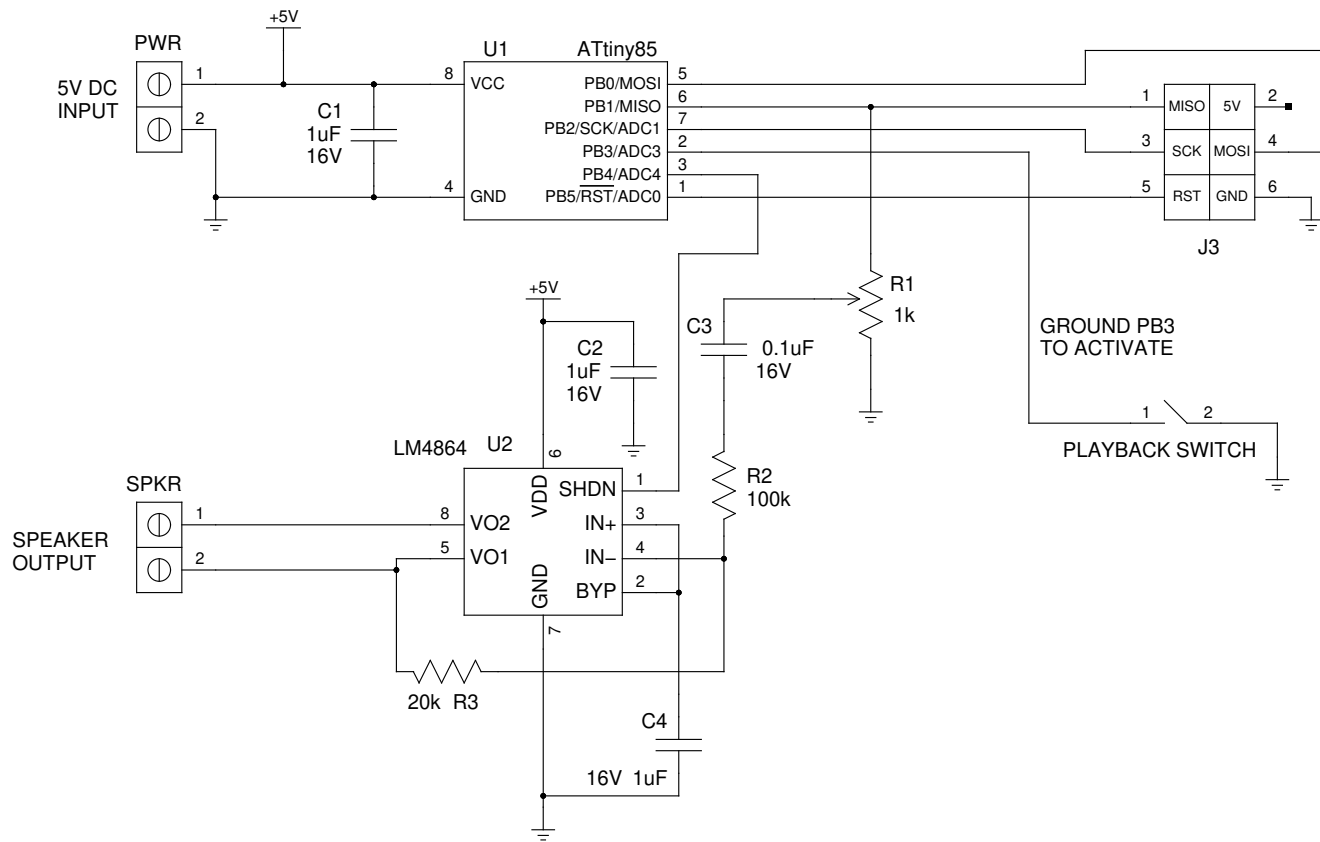 +5V
PWR
5V DC
INPUT
1
2
C1
1uF
16V
U1
ATtiny85
8
VCC
4
GND
PB0/MOSI
5
PB1/MISO
6
PB2/SCK/ADC1
7
PB3/ADC3
2
PB4/ADC4
3
PB5/RST/ADC0
1
1
MISO
5V
2
3
SCK
MOSI
4
5
RST
GND
6
J3
R1
1k
GROUND PB3
TO ACTIVATE
1
2
PLAYBACK SWITCH
+5V
C2
1uF
16V
C3
0.1uF
16V
R2
100k
LM4864
U2
6
VDD
SHDN
1
IN+
3
IN−
4
BYP
2
8
VO2
5
VO1
GND
7
SPKR
SPEAKER
OUTPUT
1
2
20k R3
C4
16V 1uF